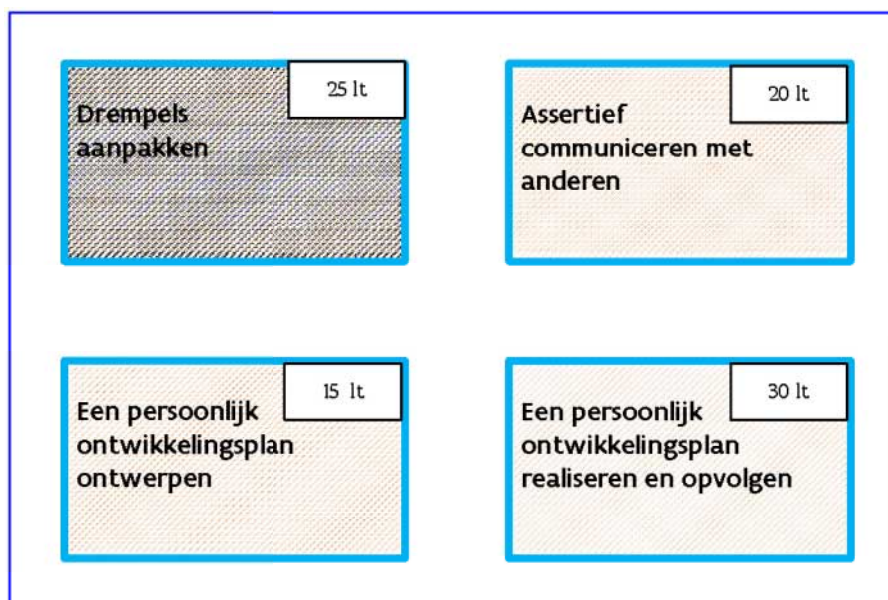 25 lt
Drempels
aanpakken
20 lt
Assertief
communiceren met
anderen
15 lt
Een persoonlijk
ontwikkelingsplan
ontwerpen
30 lt
Een persoonlijk
ontwikkelingsplan
realiseren en opvolgen